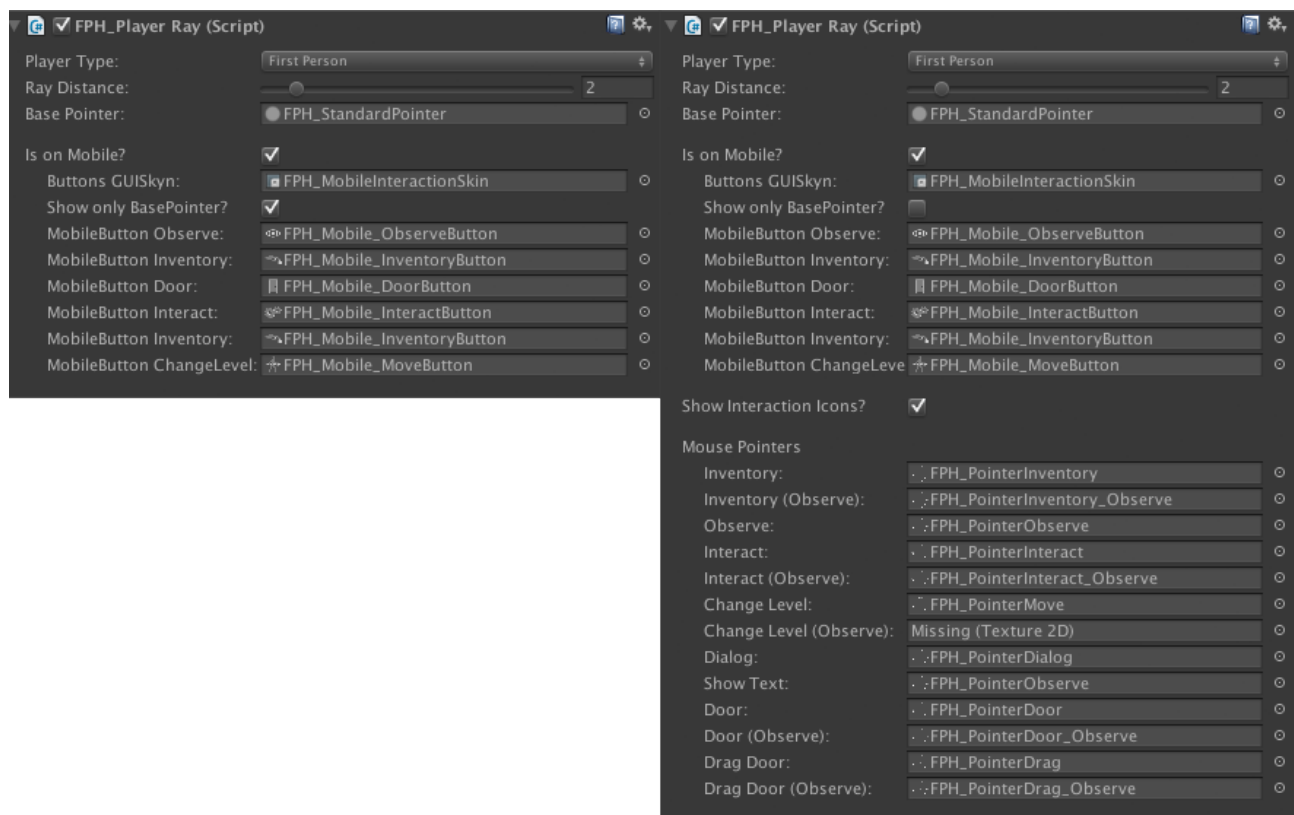 FPH_Player Ray (Script)
Player Type: First Person
Ray Distance: 2
Base Pointer: FPH_StandardPointer
Is on Mobile?
Buttons GUISkyn: FPH_MobileInteractionSkin
Show only BasePointer?
MobileButton Observe: FPH_Mobile_ObserveButton
MobileButton Inventory: FPH_Mobile_InventoryButton
MobileButton Door: FPH_Mobile_DoorButton
MobileButton Interact: FPH_Mobile_InteractButton
MobileButton Inventory: FPH_Mobile_InventoryButton
MobileButton ChangeLevel: FPH_Mobile_MoveButton
FPH_Player Ray (Script)
Player Type: First Person
Ray Distance: 2
Base Pointer: FPH_StandardPointer
Is on Mobile?
Buttons GUISkyn: FPH_MobileInteractionSkin
Show only BasePointer?
MobileButton Observe: FPH_Mobile_ObserveButton
MobileButton Inventory: FPH_Mobile_InventoryButton
MobileButton Door: FPH_Mobile_DoorButton
MobileButton Interact: FPH_Mobile_InteractButton
MobileButton Inventory: FPH_Mobile_InventoryButton
MobileButton ChangeLeve FPH_Mobile_MoveButton
Show Interaction Icons?
Mouse Pointers
Inventory: FPH_PointerInventory
Inventory (Observe): FPH_PointerInventory_Observe
Observe: FPH_PointerObserve
Interact: FPH_PointerInteract
Interact (Observe): FPH_PointerInteract_Observe
Change Level: FPH_PointerMove
Change Level (Observe): Missing (Texture 2D)
Dialog: FPH_PointerDialog
Show Text: FPH_PointerObserve
Door: FPH_PointerDoor
Door (Observe): FPH_PointerDoor_Observe
Drag Door: FPH_PointerDrag
Drag Door (Observe): FPH_PointerDrag_Observe